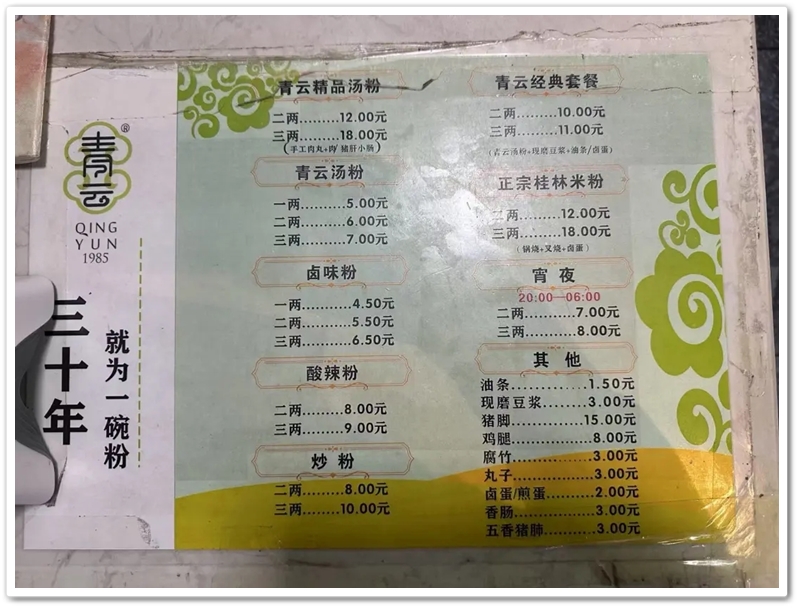 青云®
QING
YUN
1985
三十年
就为一碗粉
青云精品汤粉
二两..........12.00元
三两..........18.00元
(手工肉丸+肉/猪肝小肠)
青云汤粉
一两..........5.00元
二两..........6.00元
三两..........7.00元
卤味粉
一两...........4.50元
二两...........5.50元
三两...........6.50元
酸辣粉
二两..........8.00元
三两..........9.00元
炒粉
二两..........8.00元
三两..........10.00元
青云经典套餐
二两..........10.00元
三两..........11.00元
(青云汤粉+现磨豆浆+油条/卤蛋)
正宗桂林米粉
二两..........12.00元
三两..........18.00元
(锅烧+叉烧+卤蛋)
宵夜
20:00—06:00
二两............7.00元
三两............8.00元
其他
油条.............1.50元
现磨豆浆........3.00元
猪脚.............15.00元
鸡腿..............8.00元
腐竹..............3.00元
丸子..............3.00元
卤蛋/煎蛋.......2.00元
香肠..............3.00元
五香猪肺.........3.00元